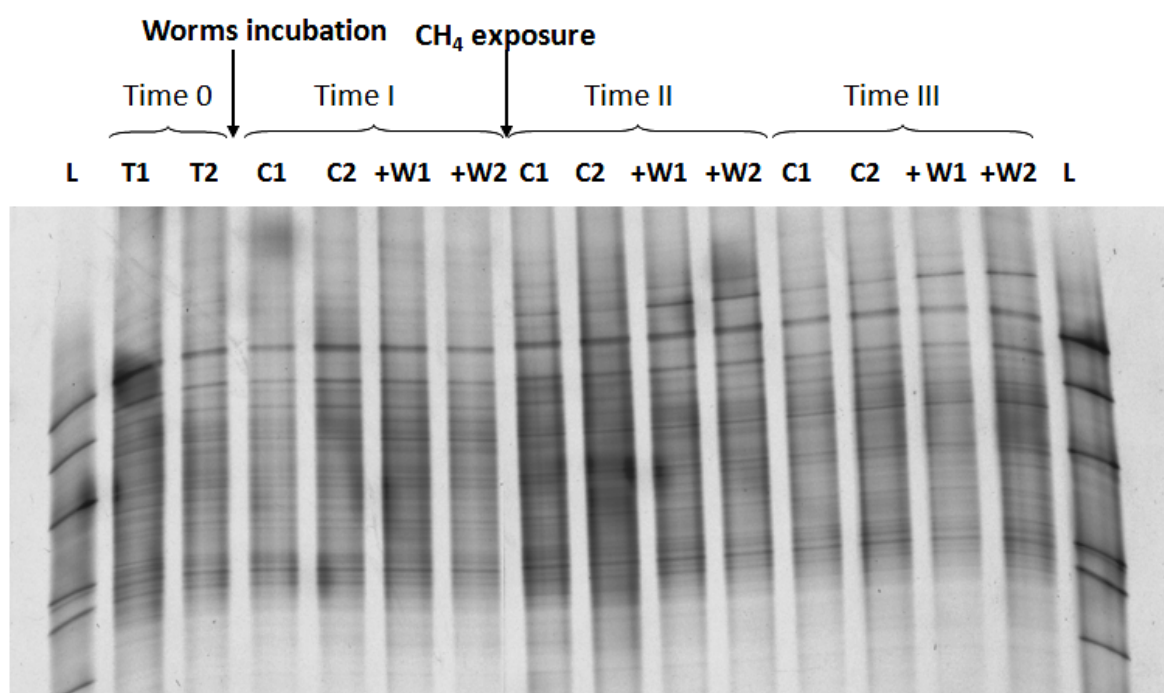 Worms incubation CH₄ exposure
Time 0 Time I Time II Time III
L T1 T2 C1 C2 +W1 +W2 C1 C2 +W1 +W2 C1 C2 + W1 +W2 L